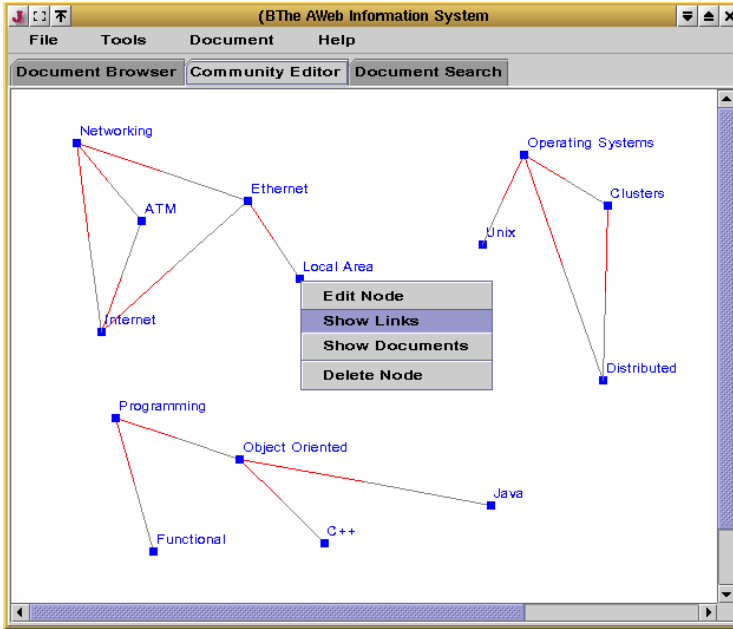 (BThe AWeb Information System
File Tools Document Help
Document Browser Community Editor Document Search
Networking
Operating Systems
Ethernet
Clusters
ATM
Unix
Local Area
Edit Node
Internet
Show Links
Show Documents
Distributed
Delete Node
Programming
Object Oriented
Java
C++
Functional